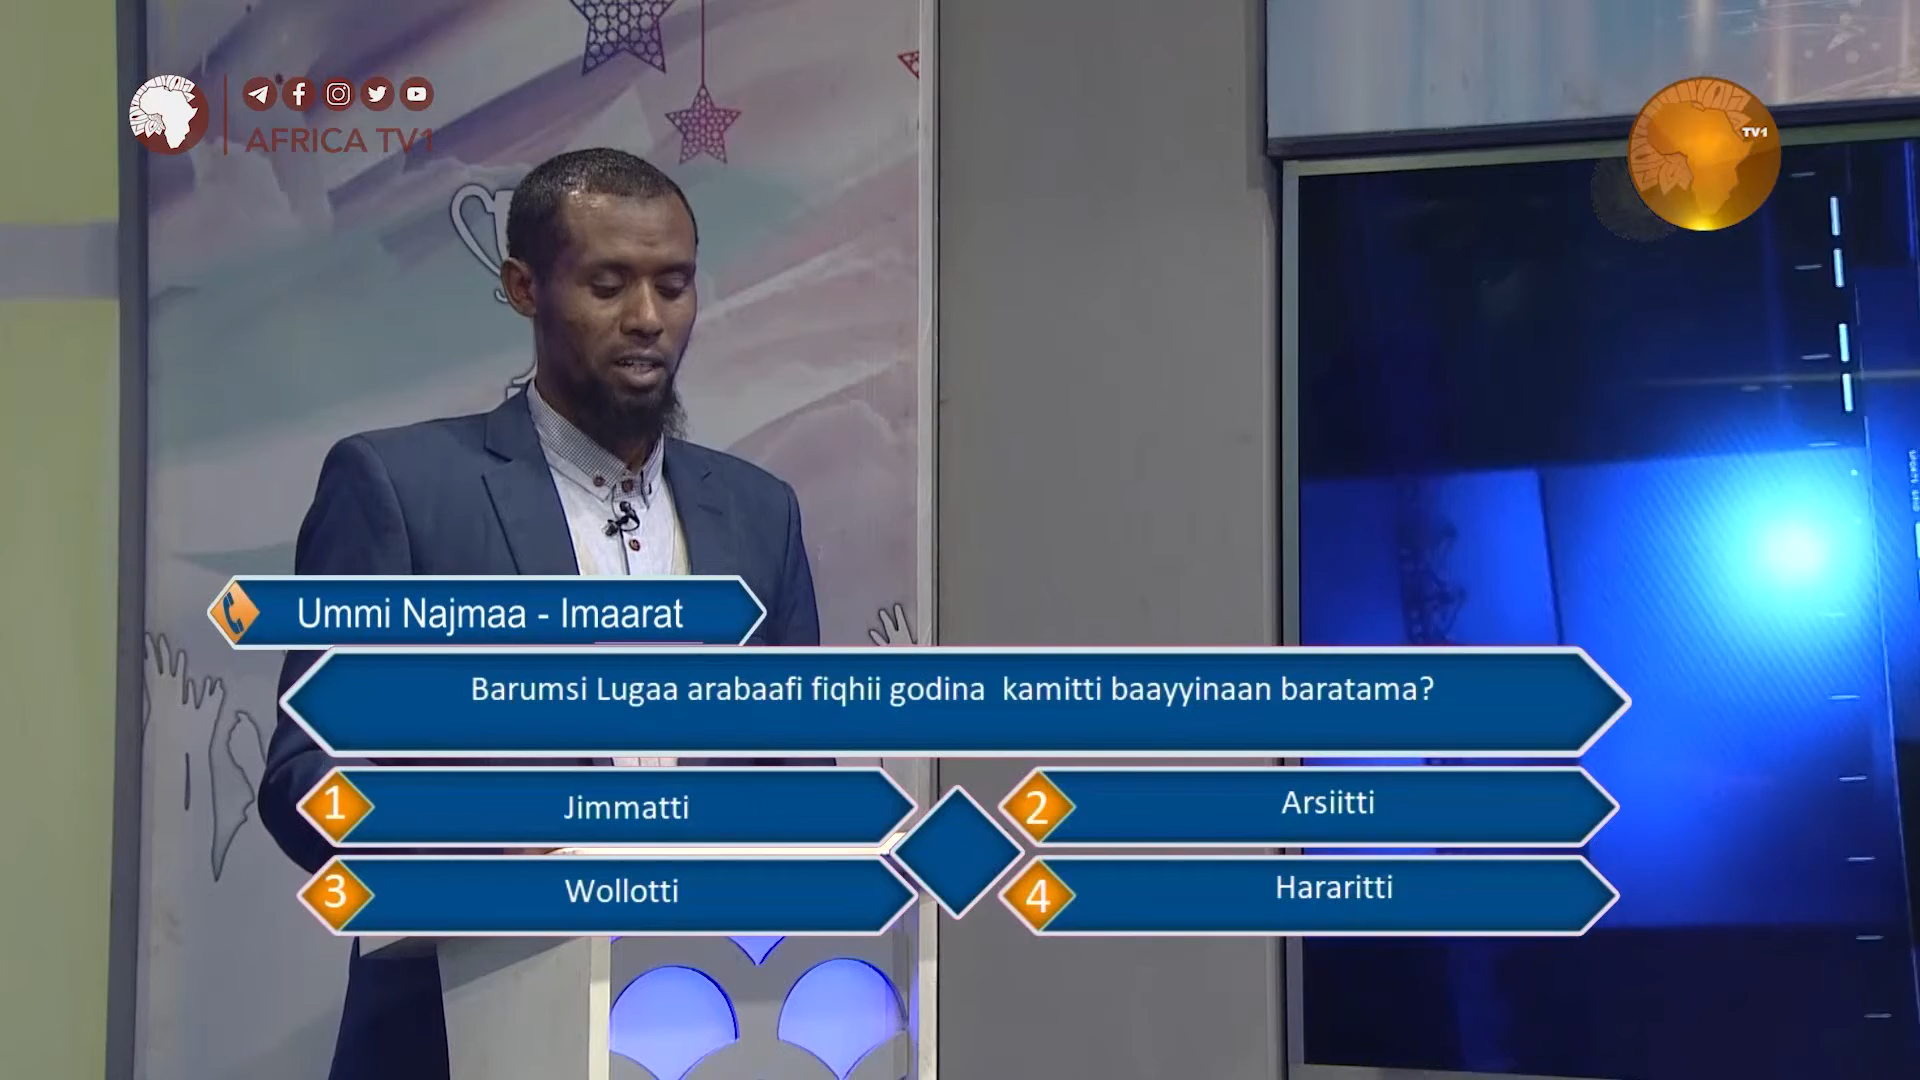 AFRICA TV1
TV1
Ummi Najmaa - Imaarat
Barumsi Lugaa arabaafi fiqhii godina kamitti baayyinaan baratama?
1 Jimmatti
2 Arsiitti
3 Wollotti
4 Hararitti